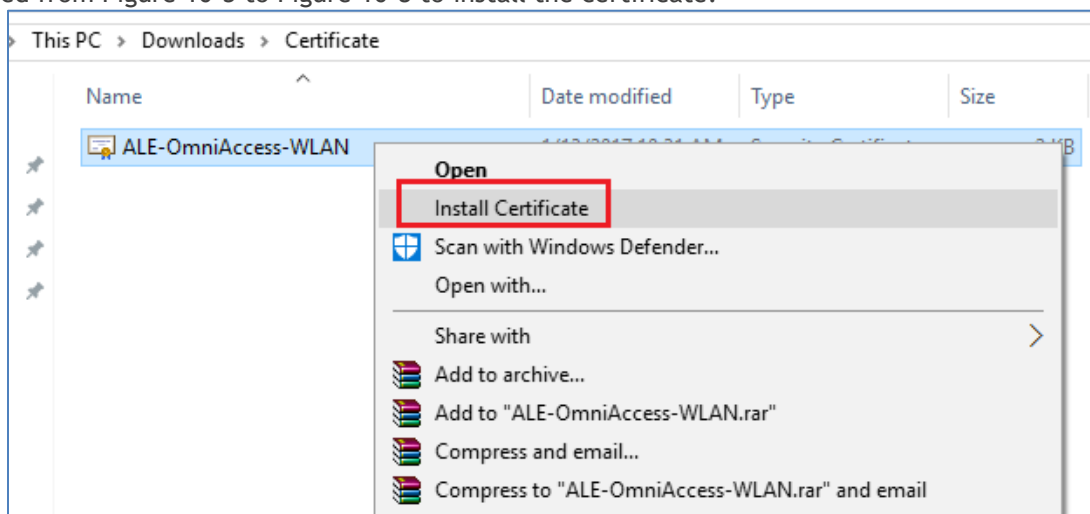 This PC > Downloads > Certificate
Name Date modified Type Size
ALE-OmniAccess-WLAN
Open
Install Certificate
Scan with Windows Defender...
Open with...
Share with
Add to archive...
Add to "ALE-OmniAccess-WLAN.rar"
Compress and email...
Compress to "ALE-OmniAccess-WLAN.rar" and email